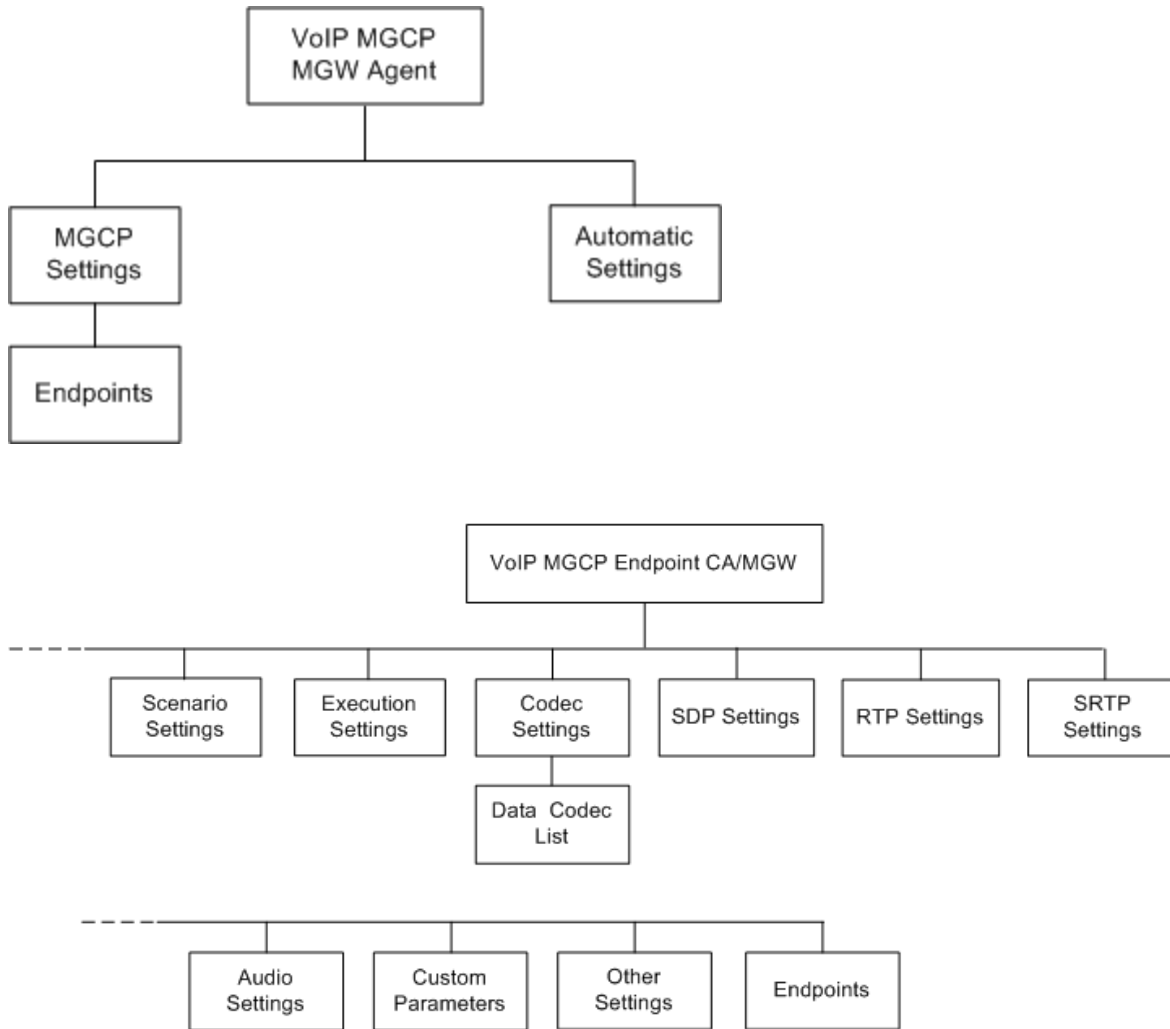 VoIP MGCP
MGW Agent
MGCP
Settings
Automatic
Settings
Endpoints
VoIP MGCP Endpoint CA/MGW
Scenario
Settings
Execution
Settings
Codec
Settings
SDP Settings
RTP Settings
SRTP
Settings
Data Codec
List
Audio
Settings
Custom
Parameters
Other
Settings
Endpoints